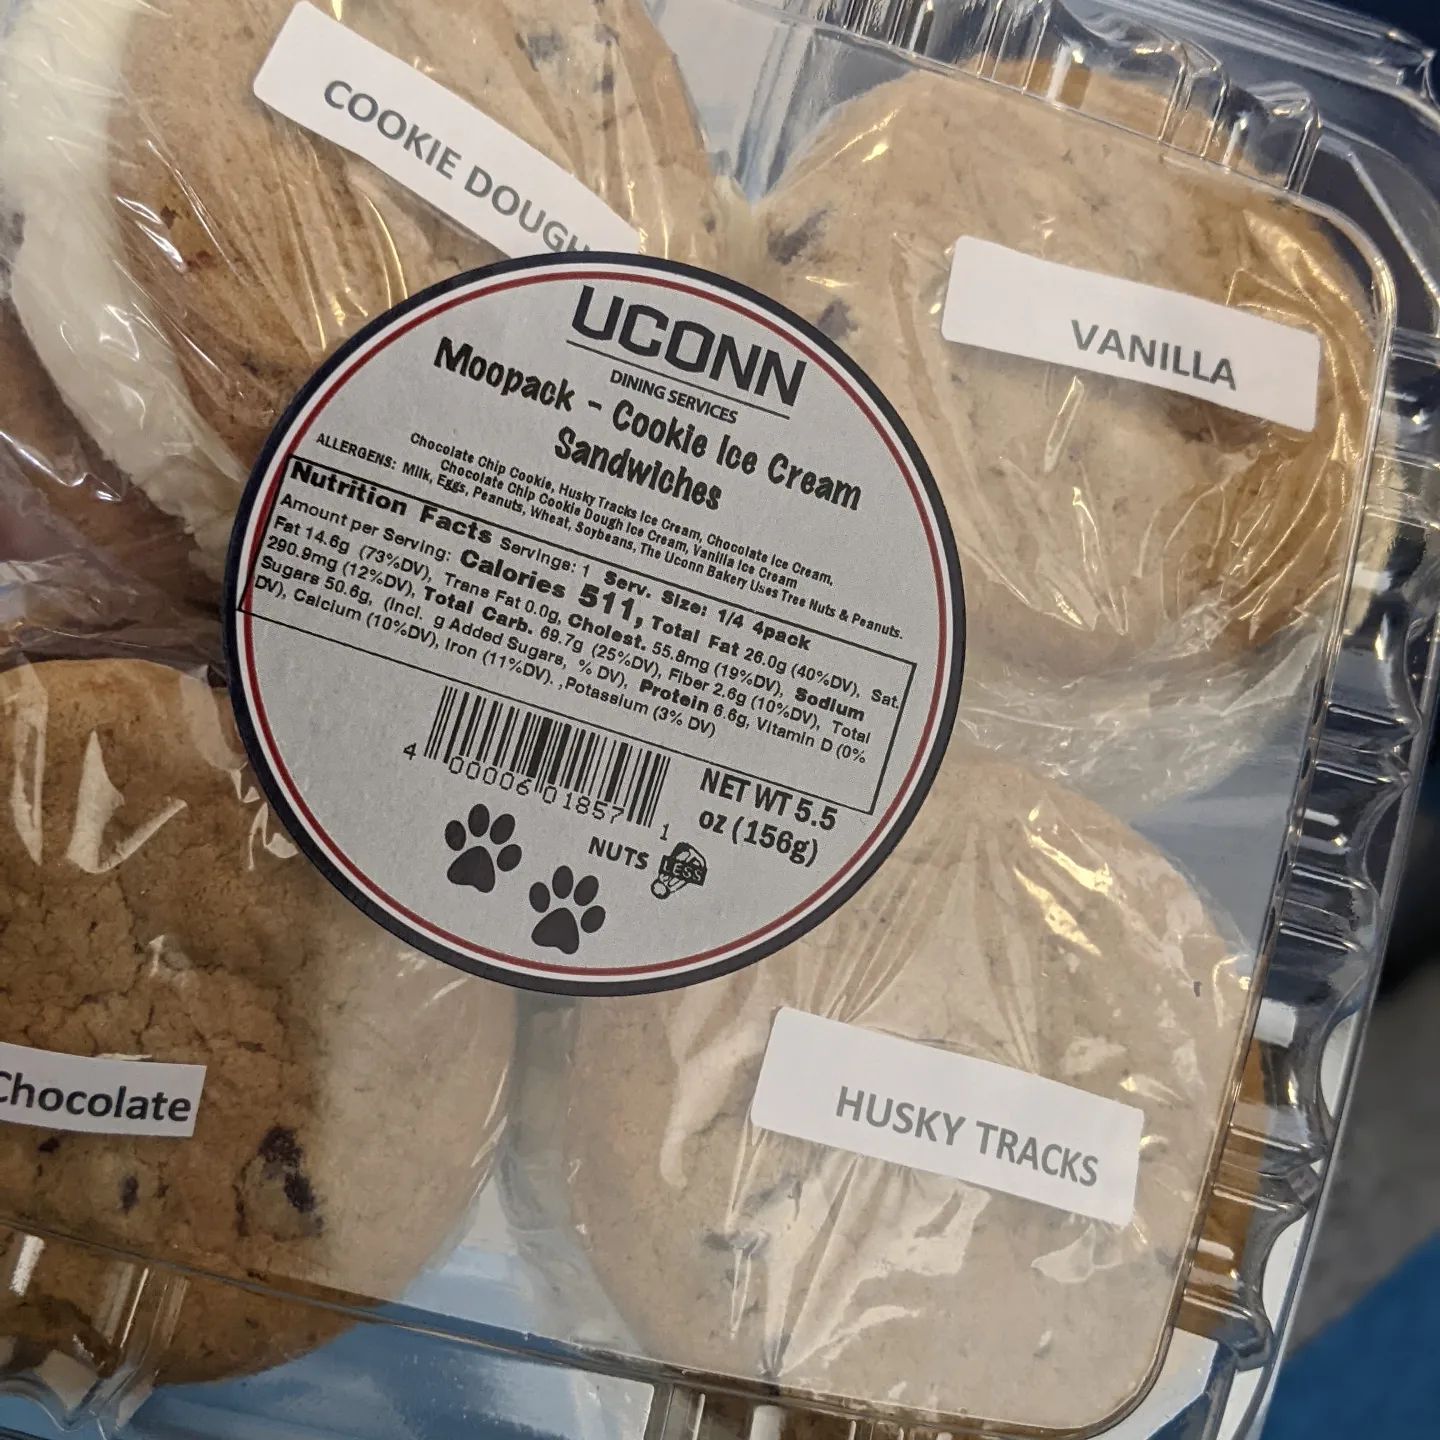 COOKIE DOUGH
VANILLA
UCONN
DINING SERVICES
Moopack - Cookie Ice Cream
Sandwiches
Chocolate Chip Cookie, Husky Tracks Ice Cream, Chocolate Ice Cream,
Chocolate Chip Cookie Dough Ice Cream, Vanilla Ice Cream
ALLERGENS: Milk, Eggs, Peanuts, Wheat, Soybeans, The Uconn Bakery Uses Tree Nuts & Peanuts.
Nutrition Facts Servings: 1 Serv. Size: 1/4 4pack
Amount per Serving: Calories 511, Total Fat 26.0g (40%DV), Sat.
Fat 14.6g (73%DV), Trans Fat 0.0g, Cholest. 55.8mg (19%DV), Sodium
290.9mg (12%DV), Total Carb. 69.7g (25%DV), Fiber 2.6g (10%DV), Total
Sugars 50.6g, (Incl. g Added Sugars, % DV), Protein 6.6g, Vitamin D (0%
DV), Calcium (10%DV), Iron (11%DV), ,Potassium (3% DV)
4 00006 01857 1
NET WT 5.5
oz (156g)
NUTS LESS
Chocolate
HUSKY TRACKS